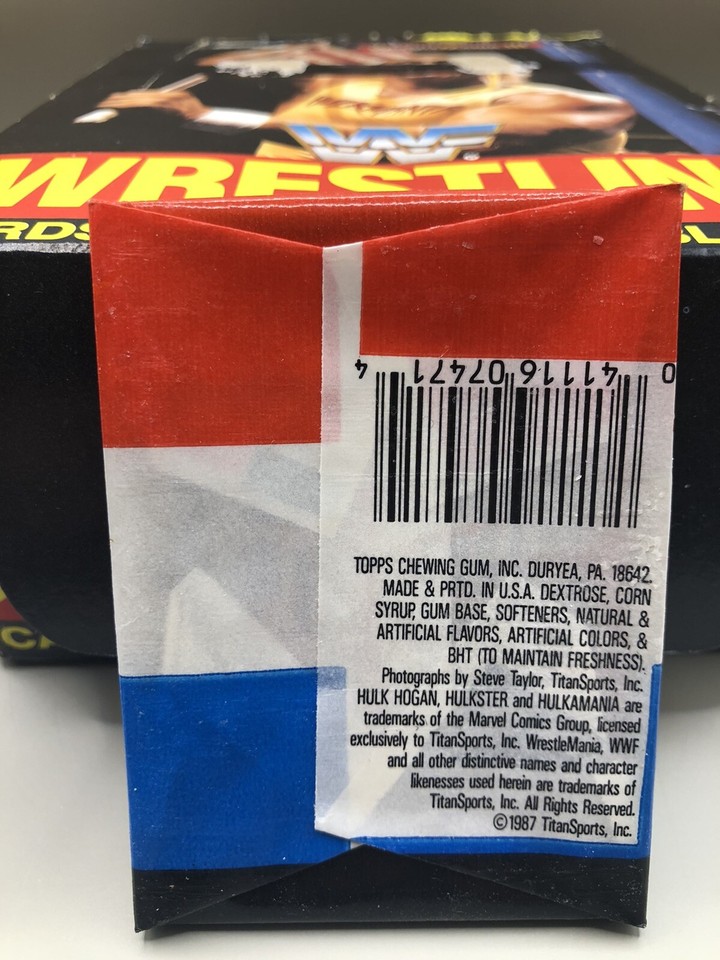 WWF®
WRESTLIN
RDS
0 41116 07471 4
TOPPS CHEWING GUM, INC. DURYEA, PA. 18642.
MADE & PRTD. IN U.S.A. DEXTROSE, CORN
SYRUP, GUM BASE, SOFTENERS, NATURAL &
ARTIFICIAL FLAVORS, ARTIFICIAL COLORS, &
BHT (TO MAINTAIN FRESHNESS).
Photographs by Steve Taylor, TitanSports, Inc.
HULK HOGAN, HULKSTER and HULKAMANIA are
trademarks of the Marvel Comics Group, licensed
exclusively to TitanSports, Inc. WrestleMania, WWF
and all other distinctive names and character
likenesses used herein are trademarks of
TitanSports, Inc. All Rights Reserved.
©1987 TitanSports, Inc.